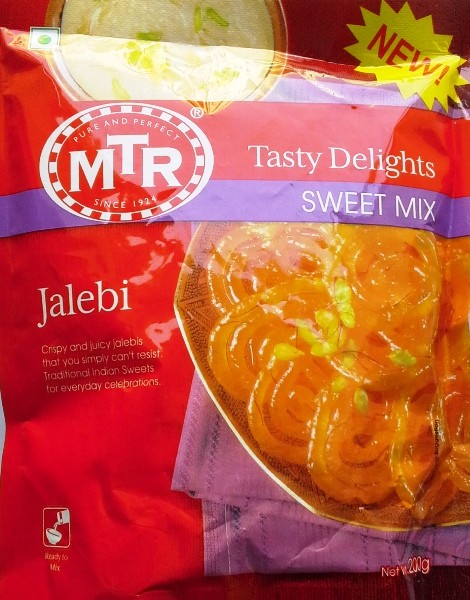 NEW!
PURE AND PERFECT
MTR®
SINCE 1924
Tasty Delights
SWEET MIX
Jalebi
Crispy and juicy jalebis
that you simply can't resist.
Traditional Indian Sweets
for everyday celebrations.
Ready to
Mix
Net wt. 200g